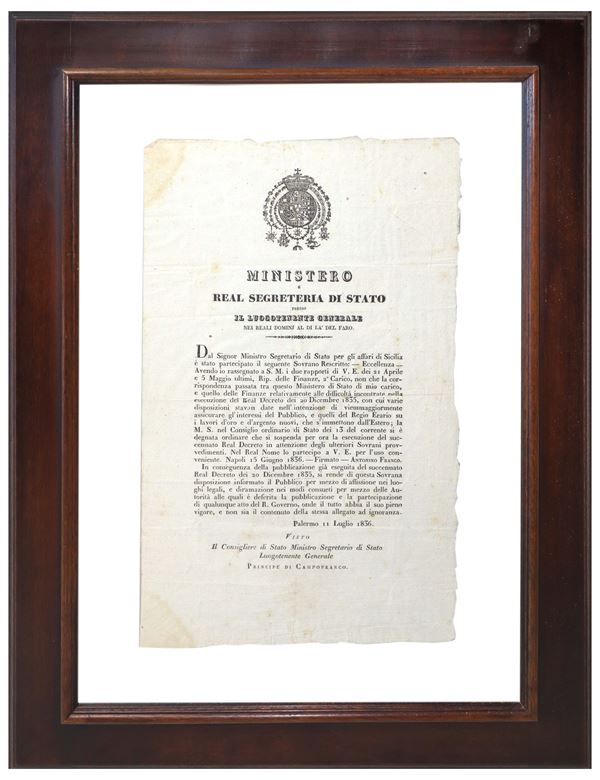 MINISTERO
E
REAL SEGRETERIA DI STATO
PRESSO
IL LUOGOTENENTE GENERALE
NEI REALI DOMINI AL DI LA' DEL FARO.
Dal Signor Ministro Segretario di Stato per gli affari di Sicilia
è stato partecipato il seguente Sovrano Rescritto: — Eccellenza —
Avendo io rassegnato a S. M. i due rapporti di V. E. dei 21 Aprile
e 5 Maggio ultimi, Rip. delle Finanze, 2° Carico, non che la cor-
rispondenza passata tra questo Ministero di Stato di mio carico,
e quello delle Finanze relativamente alle difficoltà incontrate nella
esecuzione del Real Decreto dei 20 Dicembre 1835, con cui varie
disposizioni stavan date nell'intenzione di viemmaggiormente
assicurare gl'interessi del Pubblico, e quelli del Regio Erario su
i lavori d'oro e d'argento nuovi, che s'immettono dall'Estero; la
M. S. nel Consiglio ordinario di Stato dei 13 del corrente si è
degnata ordinare che si sospenda per ora la esecuzione del suc-
cennato Real Decreto in attenzione degli ulteriori Sovrani prov-
vedimenti. Nel Real Nome lo partecipo a V. E. per l'uso con-
veniente. Napoli 15 Giugno 1836. — Firmato — Antonino Franco.
In conseguenza della pubblicazione già eseguita del succennato
Real Decreto dei 20 Dicembre 1835, si rende di questa Sovrana
disposizione informato il Pubblico per mezzo di affissione nei luo-
ghi legali, e diramazione nei modi consueti per mezzo delle Au-
torità alle quali è deferita la pubblicazione e la partecipazione
di qualunque atto del R. Governo, onde il tutto abbia il suo pieno
vigore, e non sia il contenuto della stessa allegato ad ignoranza.
Palermo 11 Luglio 1836.
VISTO
Il Consigliere di Stato Ministro Segretario di Stato
Luogotenente Generale
PRINCIPE DI CAMPOFRANCO.